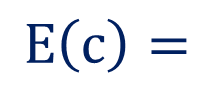 E(c) =